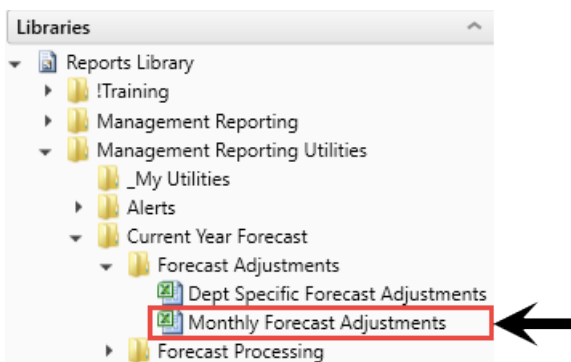 Libraries
Reports Library
!Training
Management Reporting
Management Reporting Utilities
_My Utilities
Alerts
Current Year Forecast
Forecast Adjustments
Dept Specific Forecast Adjustments
Monthly Forecast Adjustments
Forecast Processing